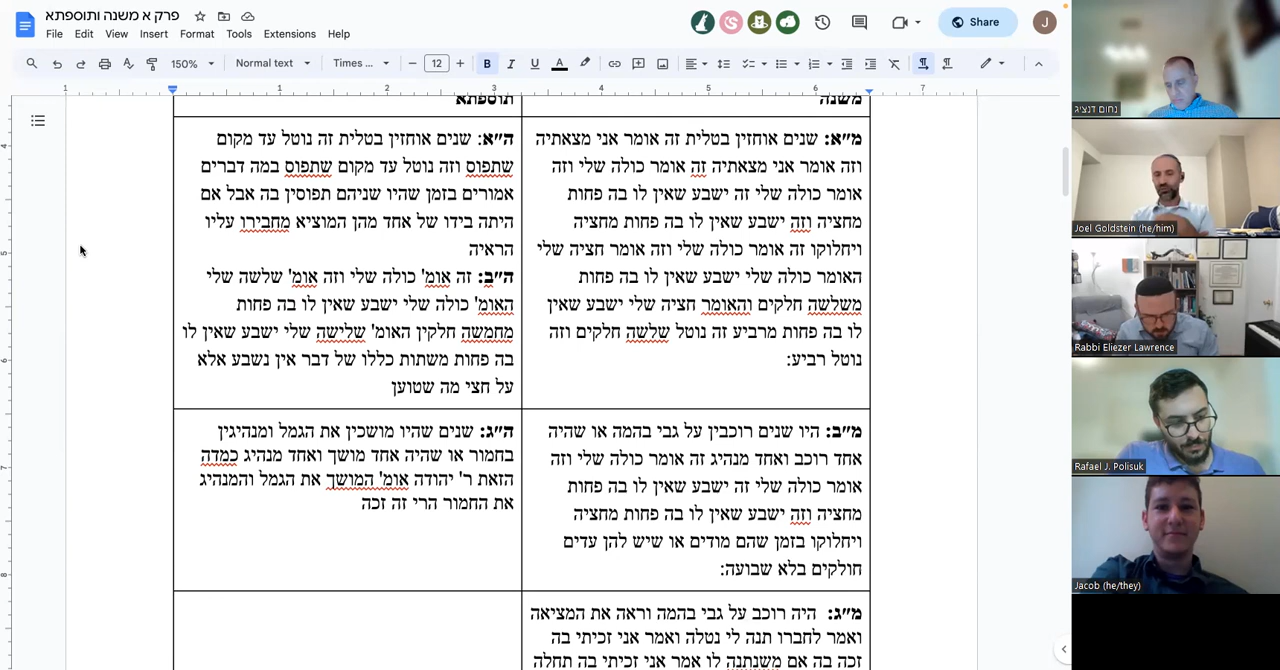 פרק א משנה ותוספתא
File Edit View Insert Format Tools Extensions Help
Share
J
150% Normal text Times ... 12 B I U A
1 1 2 3 4 5 6 7
4
5
6
7
8
משנה
תוספתא
מ״א: שנים אוחזין בטלית זה אומר אני מצאתיה
וזה אומר אני מצאתיה זה אומר כולה שלי וזה
אומר כולה שלי זה ישבע שאין לו בה פחות
מחציה וזה ישבע שאין לו בה פחות מחציה
ויחלוקו זה אומר כולה שלי וזה אומר חציה שלי
האומר כולה שלי ישבע שאין לו בה פחות
משלשה חלקים והאומר חציה שלי ישבע שאין
לו בה פחות מרביע זה נוטל שלשה חלקים וזה
נוטל רביע:
ה״א: שנים אוחזין בטלית זה נוטל עד מקום
שתפוס וזה נוטל עד מקום שתפוס במה דברים
אמורים בזמן שהיו שניהם תפוסין בה אבל אם
היתה בידו של אחד מהן המוציא מחבירו עליו
הראיה
ה״ב: זה אומ' כולה שלי וזה אומ' שלשה שלי
האומ' כולה שלי ישבע שאין לו בה פחות
מחמשה חלקין האומ' שלישה שלי ישבע שאין לו
בה פחות משתות כללו של דבר אין נשבע אלא
על חצי מה שטוען
מ״ב: היו שנים רוכבין על גבי בהמה או שהיה
אחד רוכב ואחד מנהיג זה אומר כולה שלי וזה
אומר כולה שלי זה ישבע שאין לו בה פחות
מחציה וזה ישבע שאין לו בה פחות מחציה
ויחלוקו בזמן שהם מודים או שיש להן עדים
חולקים בלא שבועה:
ה״ג: שנים שהיו מושכין את הגמל ומנהיגין
בחמור או שהיה אחד מושך ואחד מנהיג כמדה
הזאת ר' יהודה אומ' המושך את הגמל והמנהיג
את החמור הרי זה זכה
מ״ג: היה רוכב על גבי בהמה וראה את המציאה
ואמר לחברו תנה לי נטלה ואמר אני זכיתי בה
זכה בה אם משנתנה לו אמר אני זכיתי בה תחלה
נחום דנציג
Joel Goldstein (he/him)
Rabbi Eliezer Lawrence
Rafael J. Polisuk
Jacob (he/they)